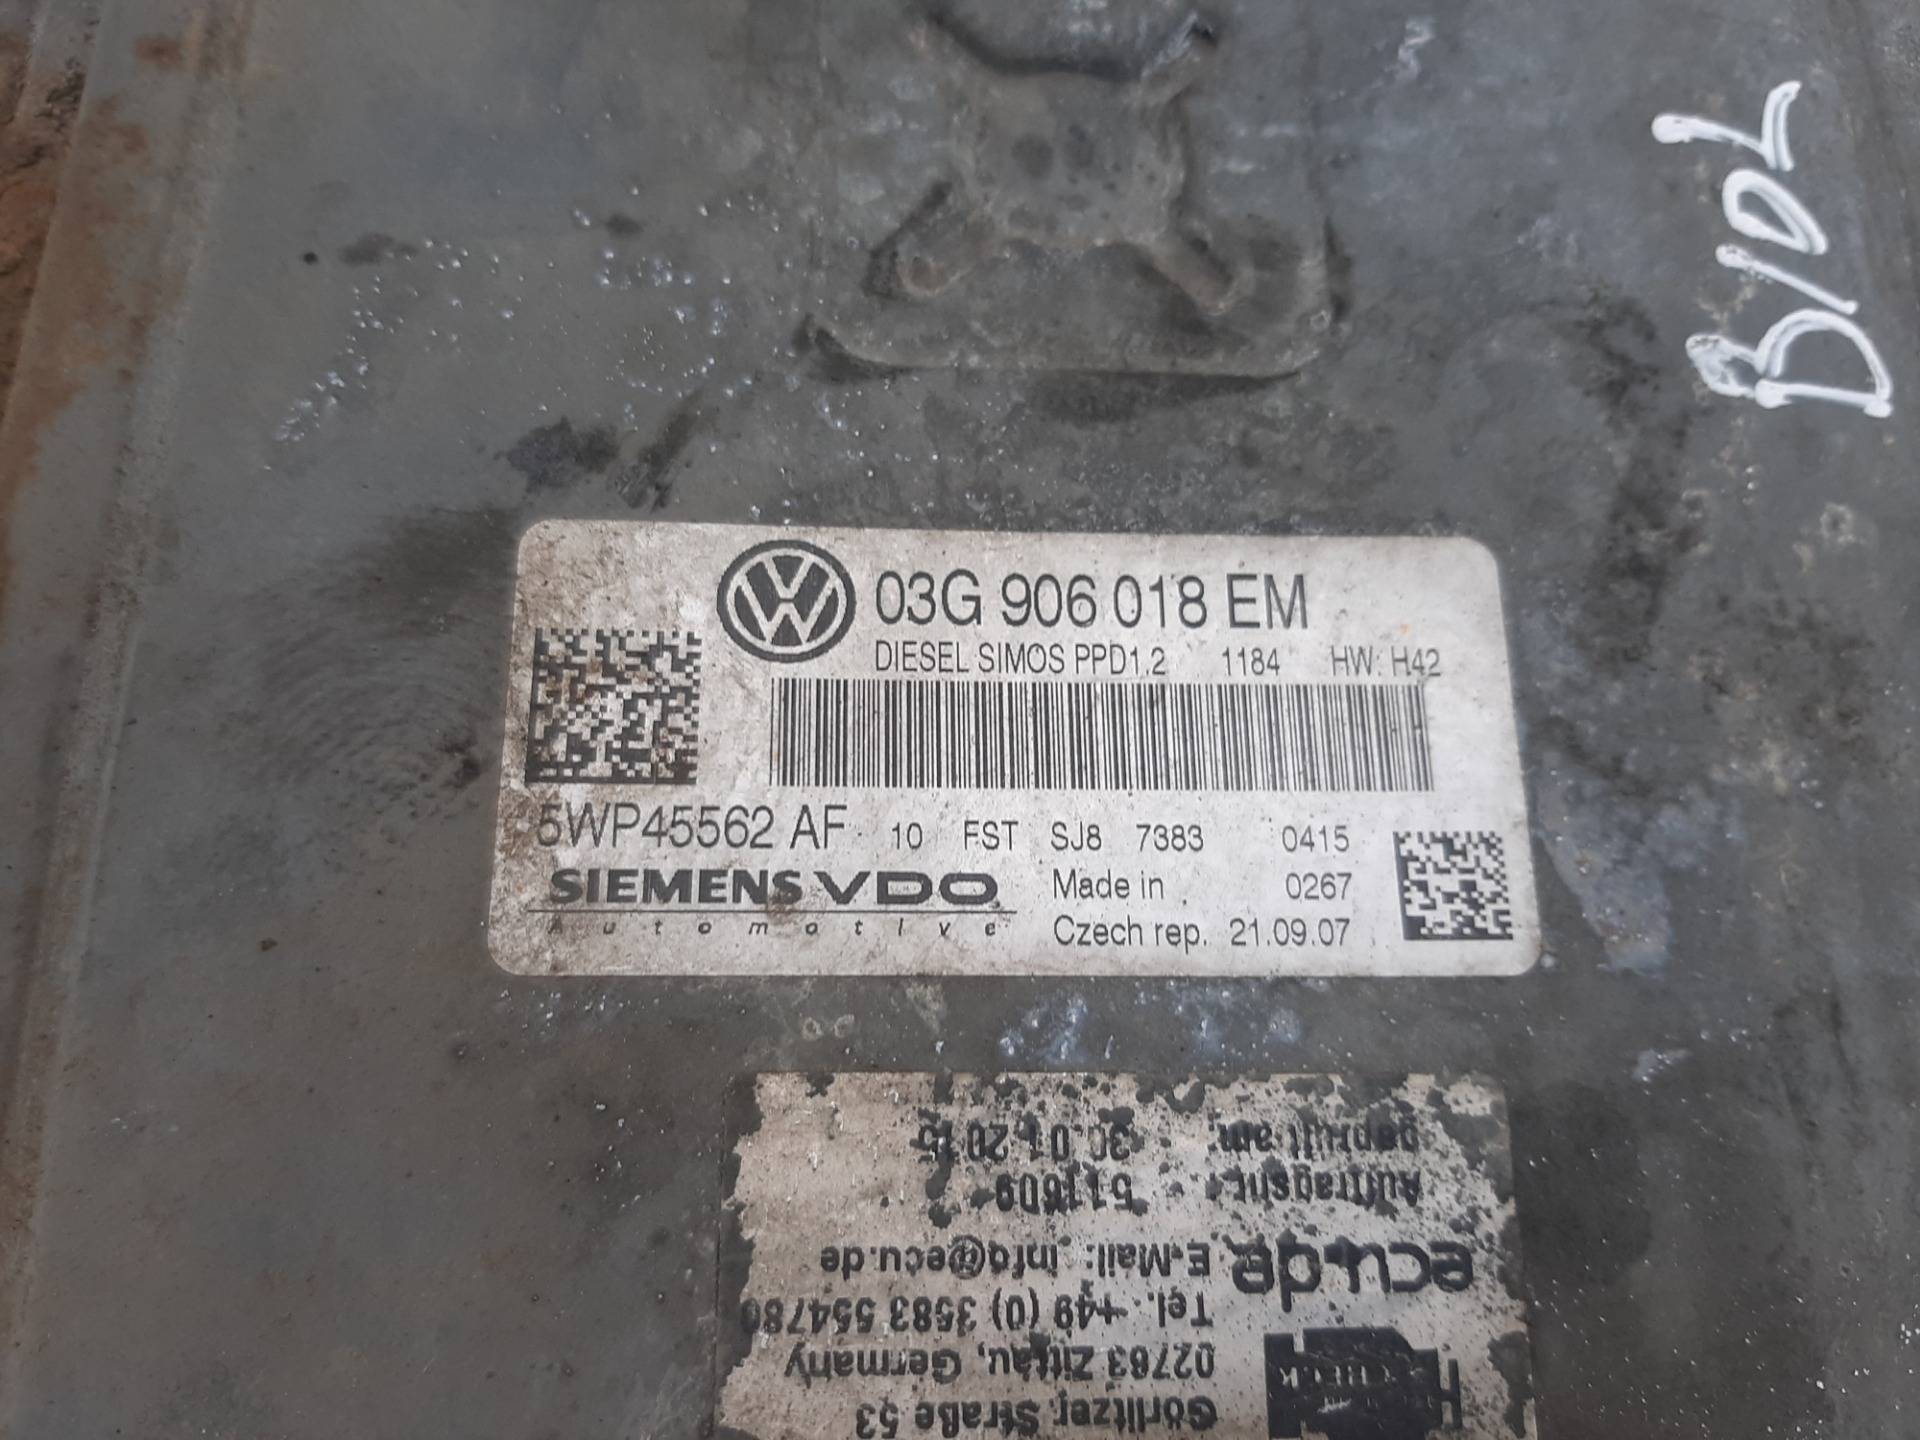 B10L
03G 906 018 EM
DIESEL SIMOS PPD1.2 1184 HW: H42
5WP45562 AF 10 FST SJ8 7383 0415
SIEMENS VDO Made in 0267
Automotive Czech rep. 21.09.07
Görlitzer Straße 53
02763 Zittau, Germany
Tel. +49 (0) 3583 554780
ecu.de E.Mail: info@ecu.de
Auftragsnr. 511609
geprüft am: 30.01.2015